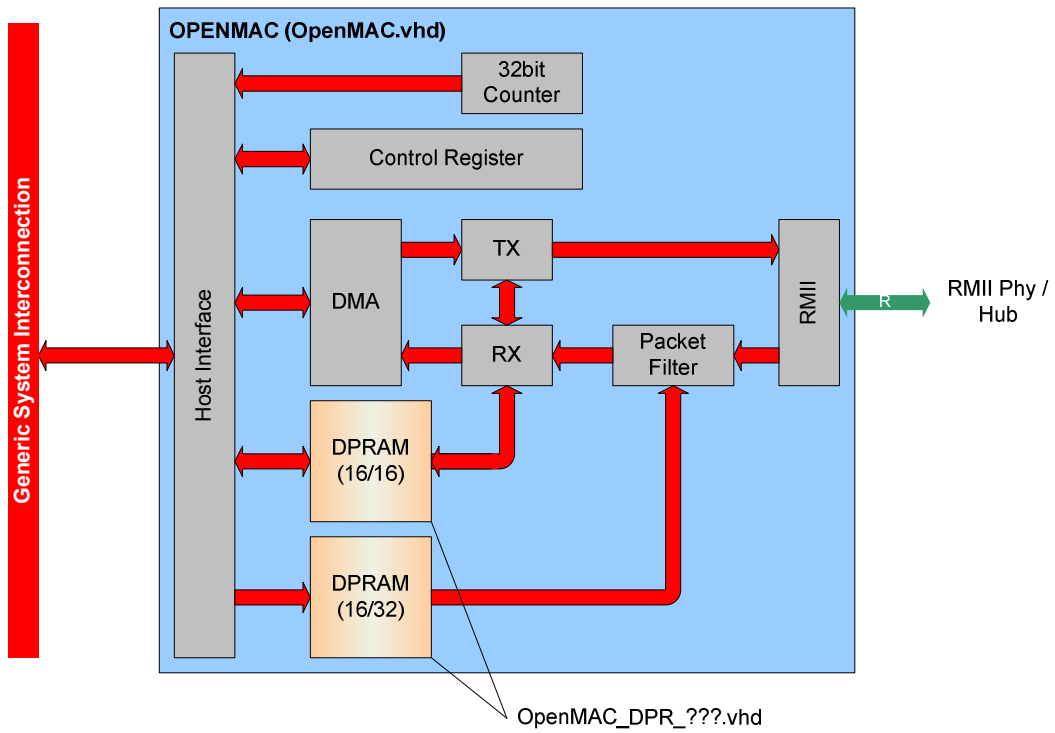 OPENMAC (OpenMAC.vhd)
32bit
Counter
Control Register
Generic System Interconnection
Host Interface
DMA
TX
RX
Packet
Filter
RMII
R
RMII Phy /
Hub
DPRAM
(16/16)
DPRAM
(16/32)
OpenMAC_DPR_???.vhd